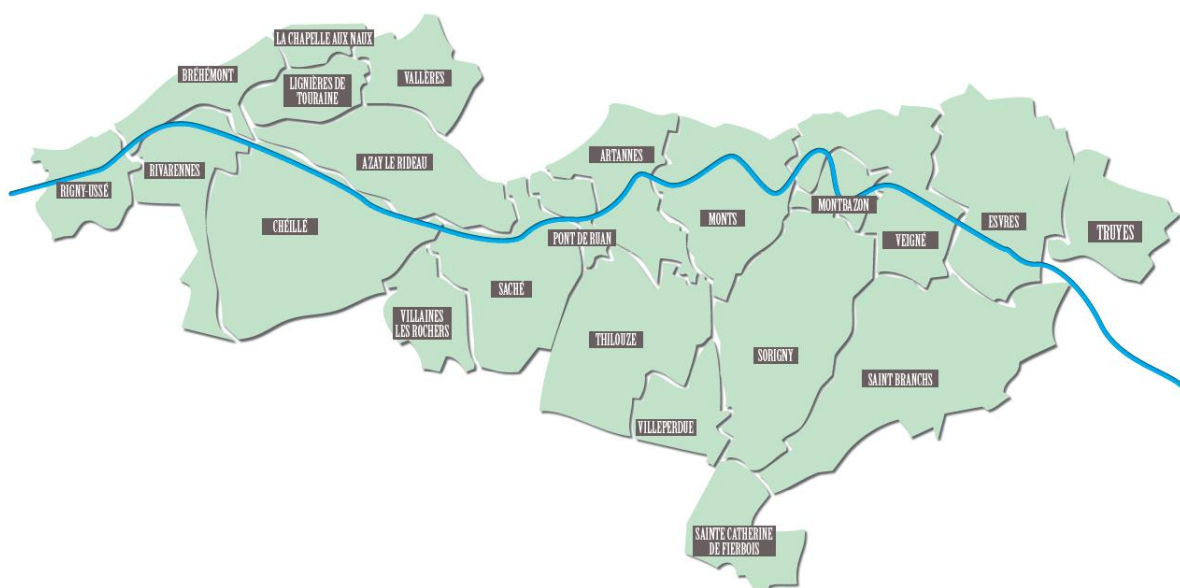 LA CHAPELLE AUX NAUX
BRÉHÉMONT
VALLÈRES
LIGNIÈRES DE
TOURAINE
AZAY LE RIDEAU
ARTANNES
RIVARENNES
RIGNY-USSÉ
MONTBAZON
MONTS
ESVRES
CHÉILLÉ
TRUYES
PONT DE RUAN
VEIGNÉ
SACHÉ
VILLAINES
LES ROCHERS
THILOUZE
SORIGNY
SAINT BRANCHS
VILLEPERDUE
SAINTE CATHERINE
DE FIERBOIS